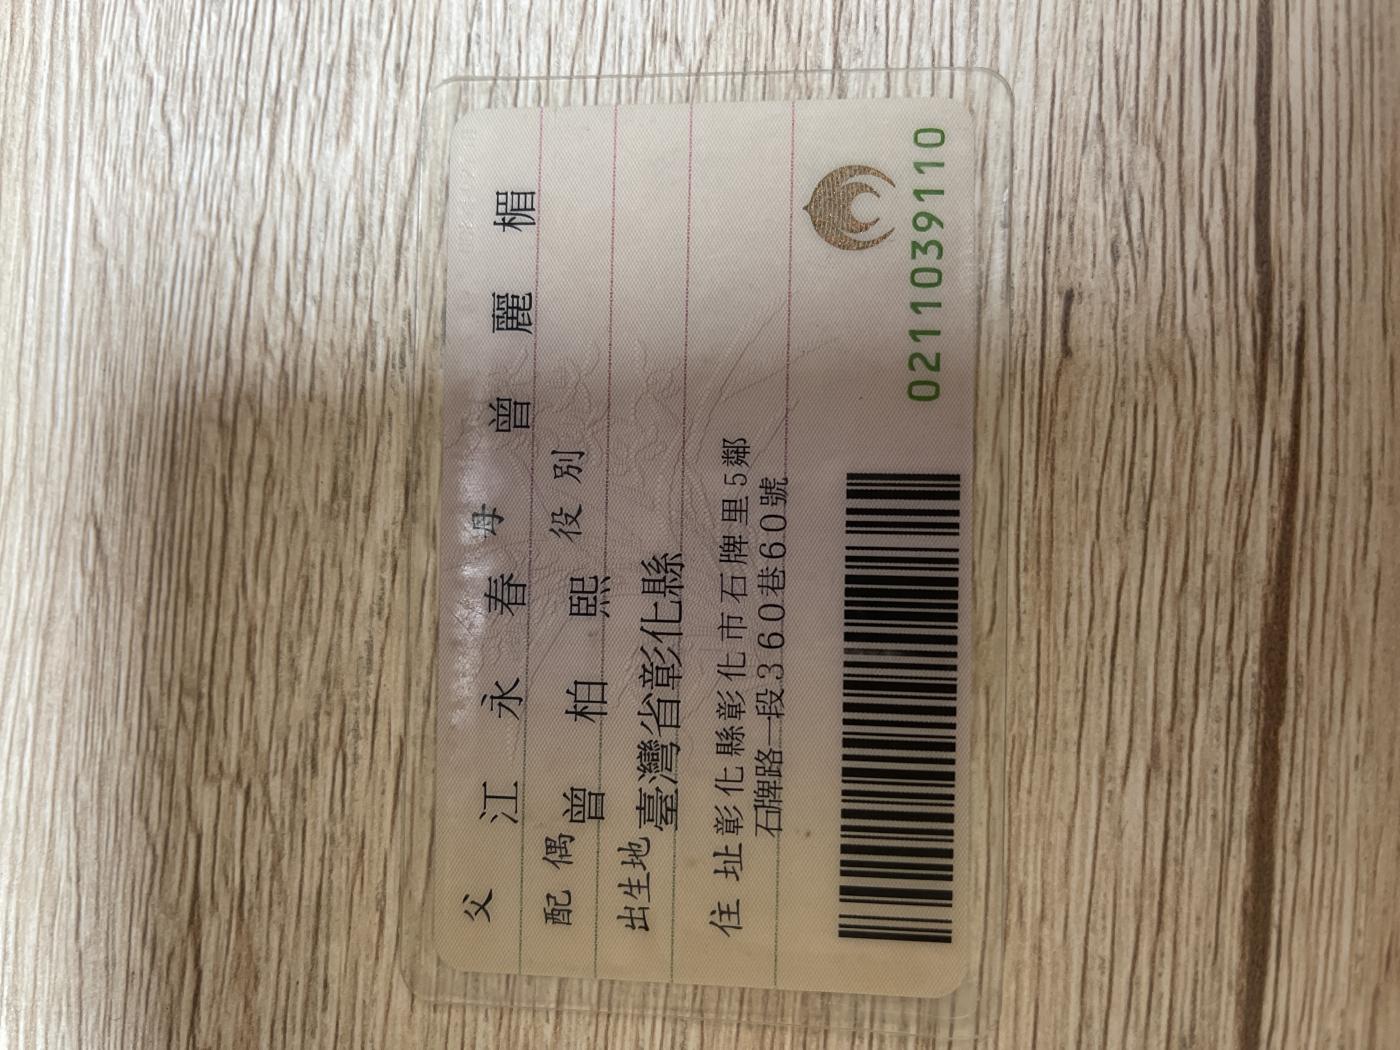 父 江永春 母 曾麗楣
配偶 曾柏熙 役別
出生地 臺灣省彰化縣
住址 彰化縣彰化市石牌里5鄰
石牌路一段360巷60號
0211039110